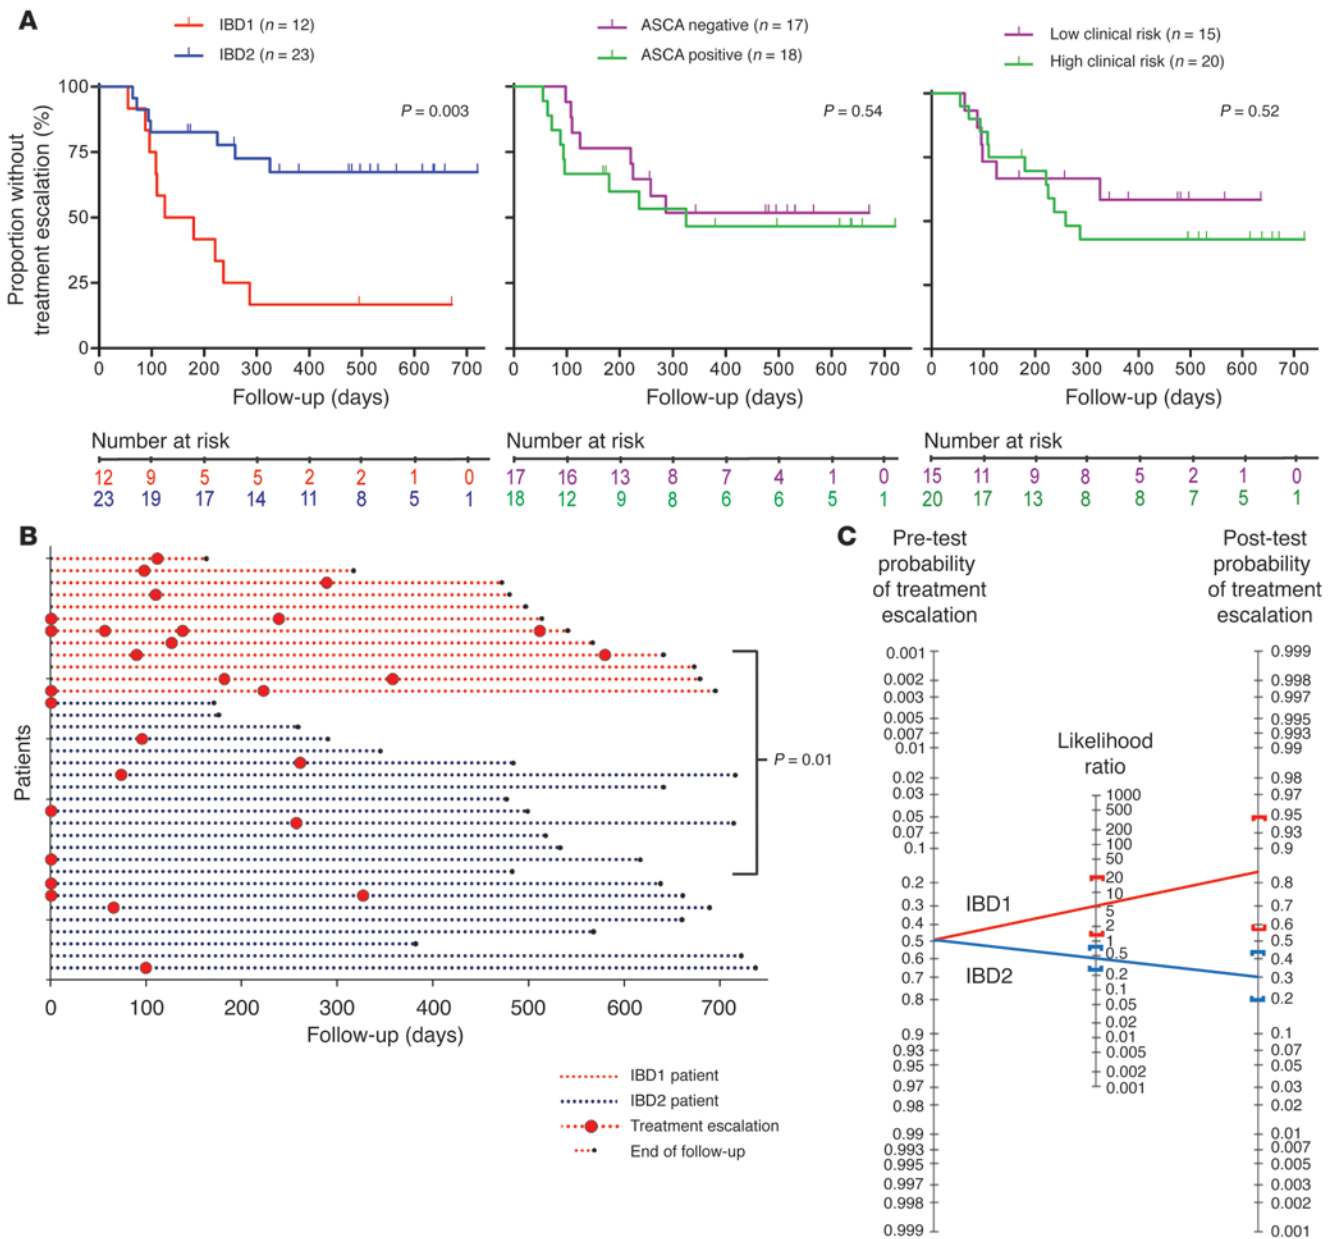 A
IBD1 (n = 12)
IBD2 (n = 23)
ASCA negative (n = 17)
ASCA positive (n = 18)
Low clinical risk (n = 15)
High clinical risk (n = 20)
Proportion without
treatment escalation (%)
100
75
50
25
0
P = 0.003
P = 0.54
P = 0.52
0 100 200 300 400 500 600 700
0 100 200 300 400 500 600 700
0 100 200 300 400 500 600 700
Follow-up (days)
Follow-up (days)
Follow-up (days)
Number at risk
12 9 5 5 2 2 1 0
23 19 17 14 11 8 5 1
Number at risk
17 16 13 8 7 4 1 0
18 12 9 8 6 6 5 1
Number at risk
15 11 9 8 5 2 1 0
20 17 13 8 8 7 5 1
B
Patients
P = 0.01
0 100 200 300 400 500 600 700
Follow-up (days)
IBD1 patient
IBD2 patient
Treatment escalation
End of follow-up
C
Pre-test
probability
of treatment
escalation
0.001
0.002
0.003
0.005
0.007
0.01
0.02
0.03
0.05
0.07
0.1
0.2
0.3
0.4
0.5
0.6
0.7
0.8
0.9
0.93
0.95
0.97
0.98
0.99
0.993
0.995
0.997
0.998
0.999
IBD1
IBD2
Likelihood
ratio
1000
500
200
100
50
20
10
5
2
1
0.5
0.2
0.1
0.05
0.02
0.01
0.005
0.002
0.001
Post-test
probability
of treatment
escalation
0.999
0.998
0.997
0.995
0.993
0.99
0.98
0.97
0.95
0.93
0.9
0.8
0.7
0.6
0.5
0.4
0.3
0.2
0.1
0.07
0.05
0.03
0.02
0.01
0.007
0.005
0.003
0.002
0.001